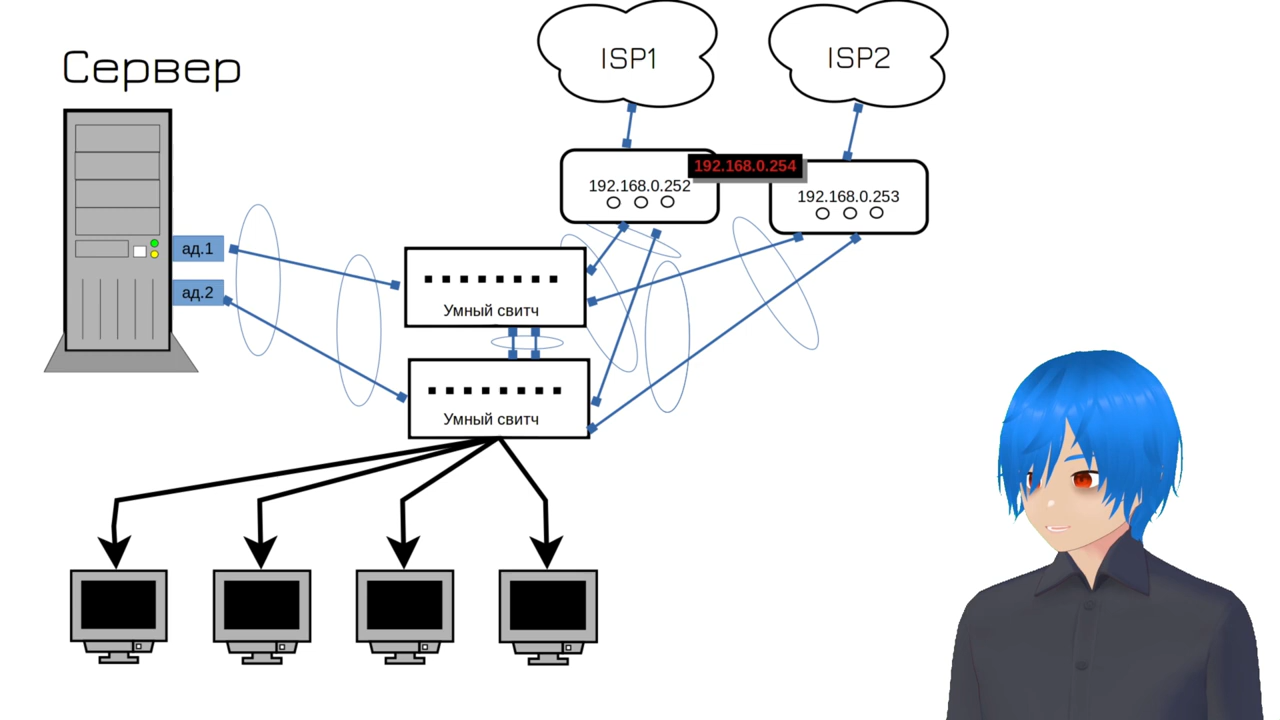 Сервер
ISP1
ISP2
192.168.0.254
192.168.0.252
192.168.0.253
ад.1
ад.2
Умный свитч
Умный свитч